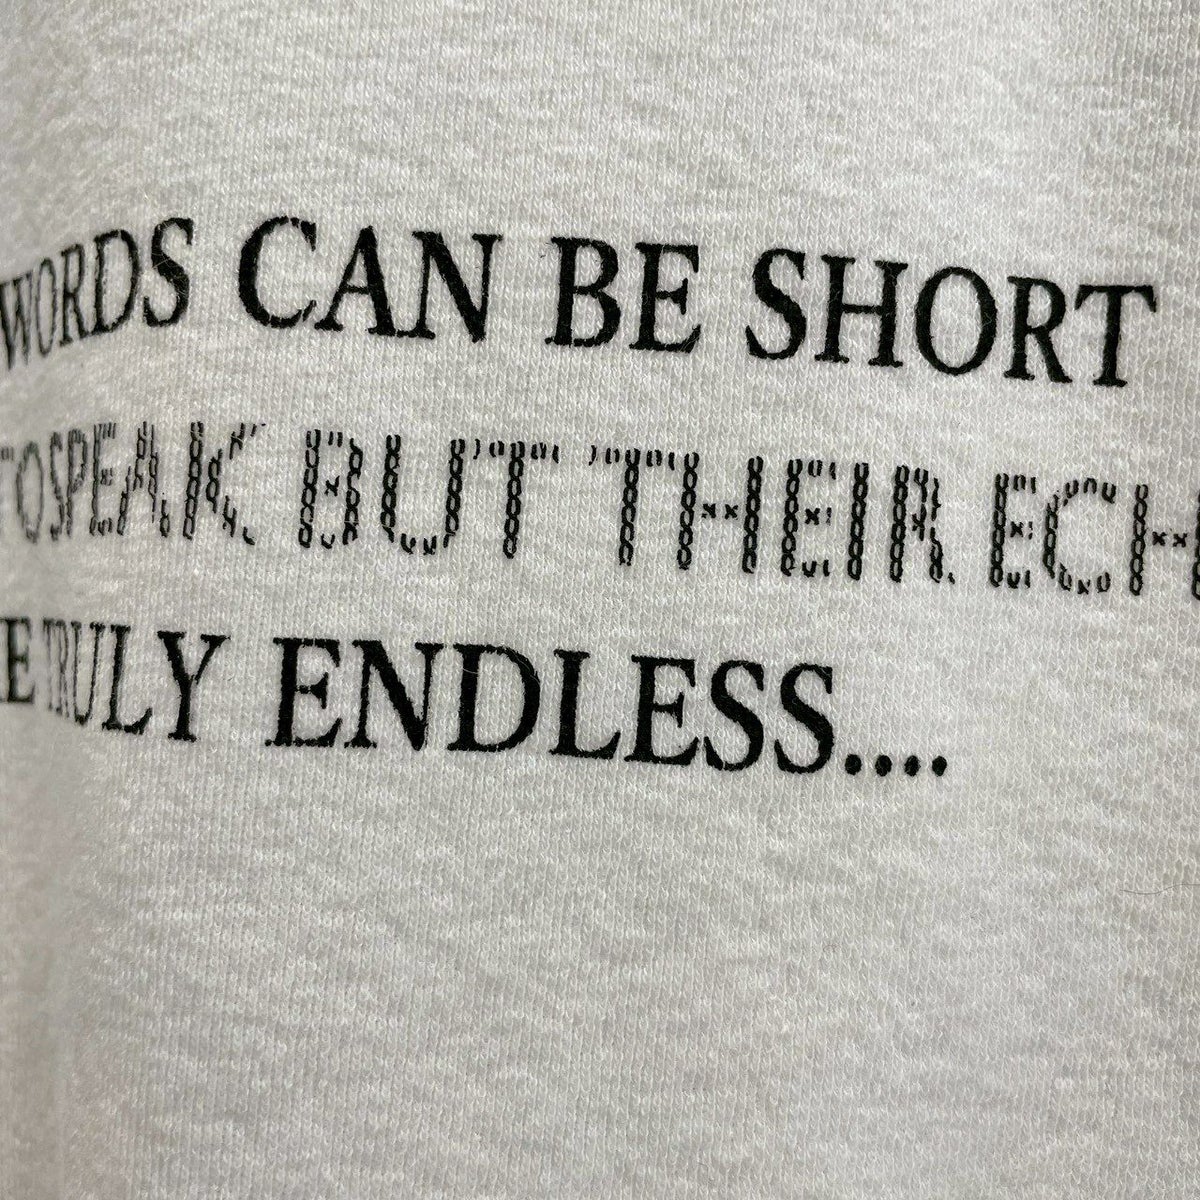 WORDS CAN BE SHORT
TO SPEAK BUT THEIR ECH
E TRULY ENDLESS....